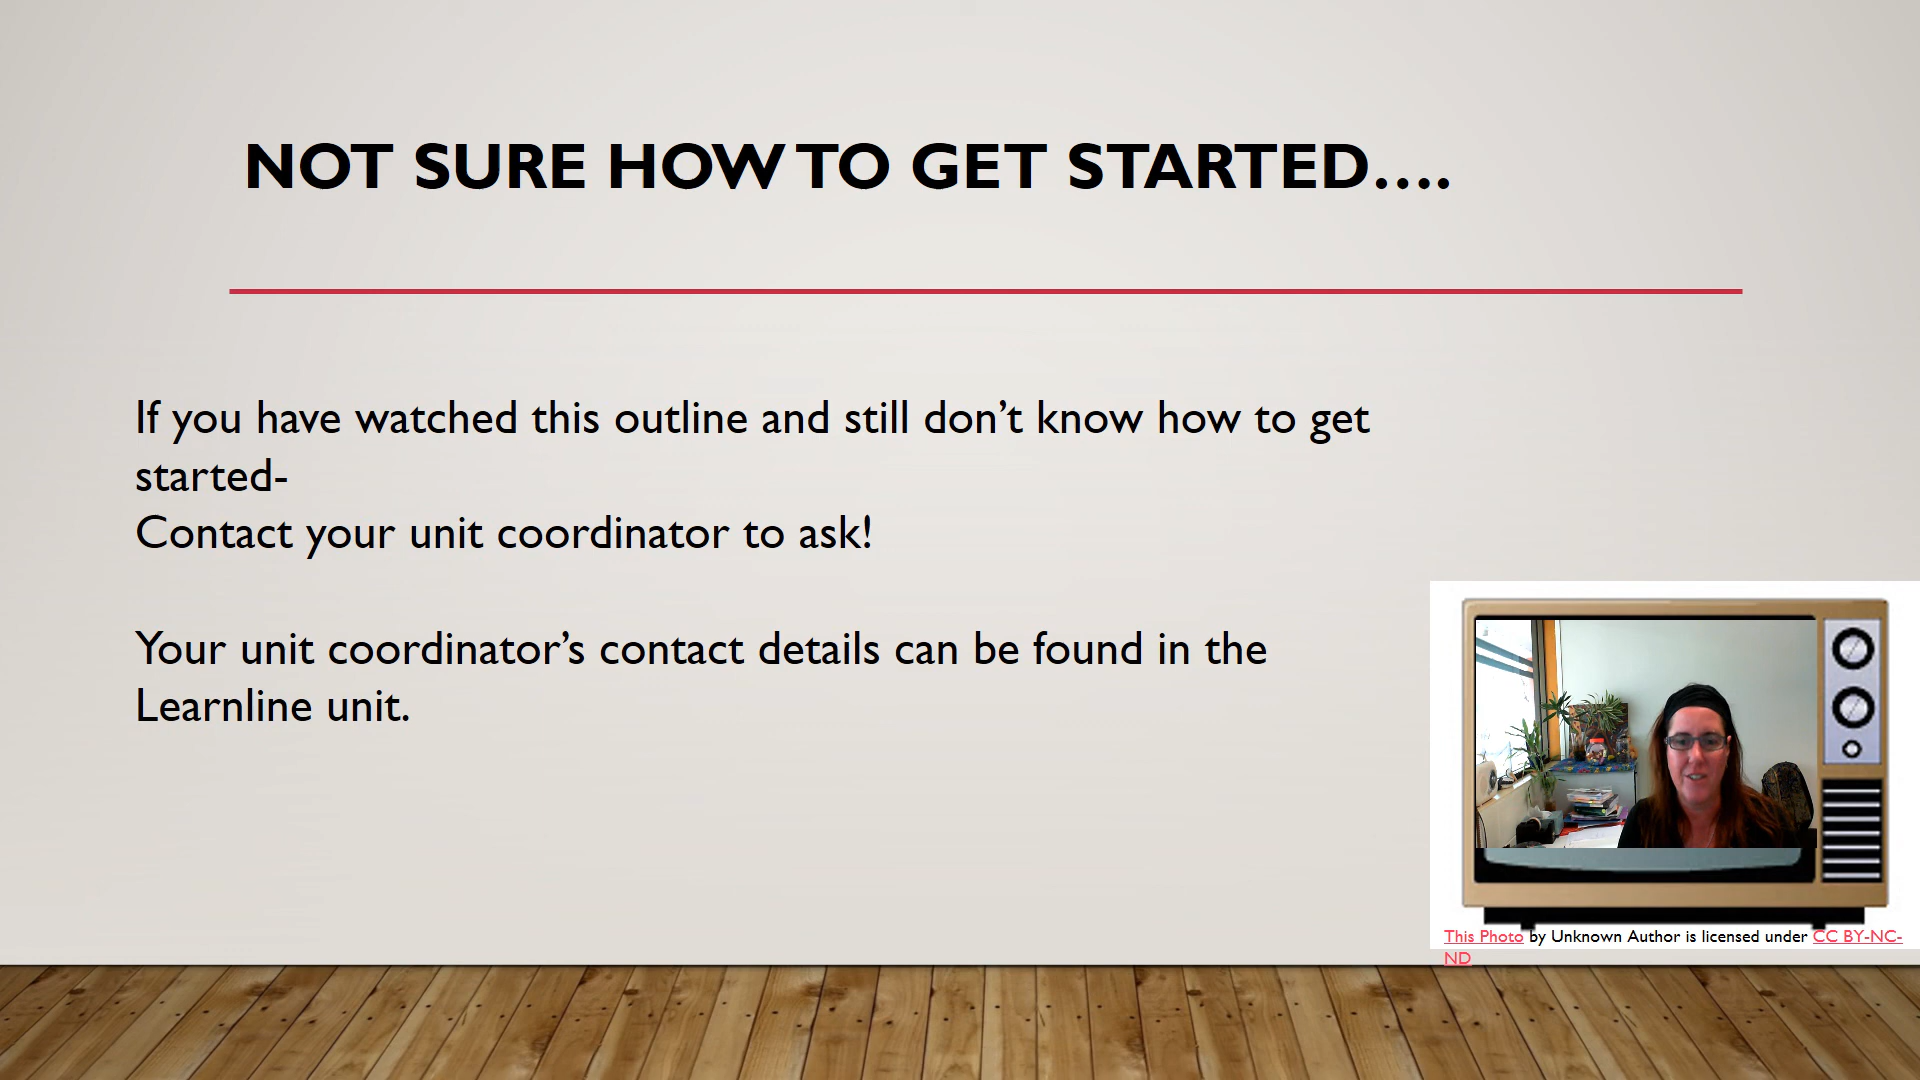 NOT SURE HOW TO GET STARTED....
If you have watched this outline and still don’t know how to get
started-
Contact your unit coordinator to ask!
Your unit coordinator’s contact details can be found in the
Learnline unit.
This Photo by Unknown Author is licensed under CC BY-NC-
ND